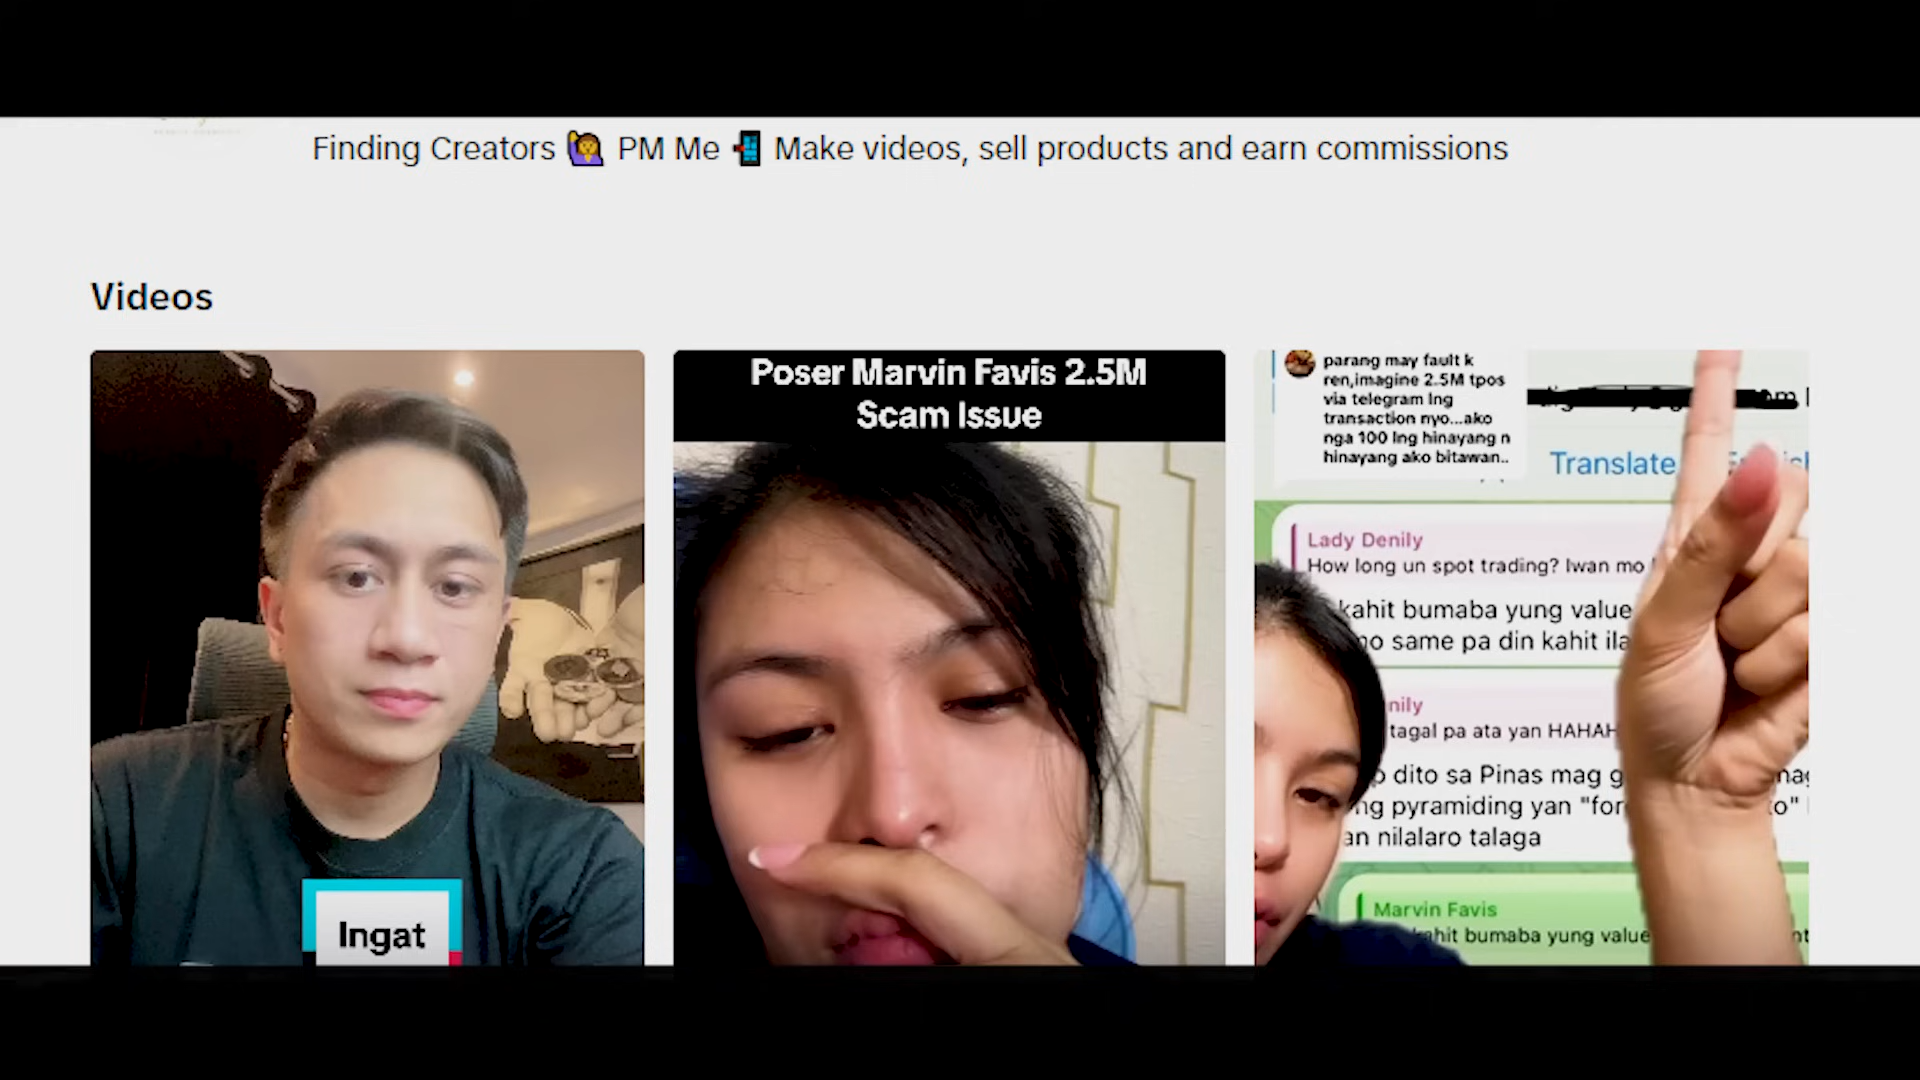 Finding Creators 🙋 PM Me 📲 Make videos, sell products and earn commissions
Videos
Ingat
Poser Marvin Favis 2.5M
Scam Issue
parang may fault k
ren,imagine 2.5M tpos
via telegram lng
transaction nyo...ako
nga 100 lng hinayang n
hinayang ako bitawan..
Translate
Lady Denily
How long un spot trading? Iwan mo
kahit bumaba yung value
same pa din kahit
tagal pa ata yan HAHAH
dito sa Pinas mag
pyramiding yan
nilalaro talaga
Marvin Favis
bumaba yung value